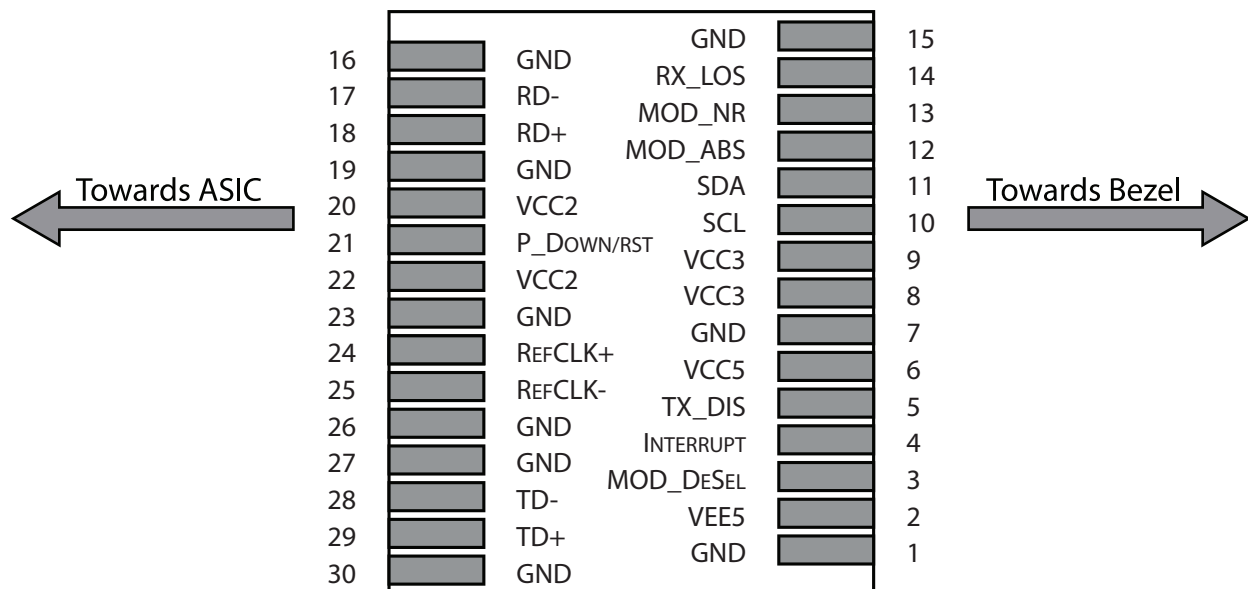 GND 15
16 GND
RX_LOS 14
17 RD-
MOD_NR 13
18 RD+
MOD_ABS 12
19 GND
SDA 11
Towards ASIC
Towards Bezel
20 VCC2
SCL 10
21 P_DOWN/RST
VCC3 9
22 VCC2
VCC3 8
23 GND
GND 7
24 REFCLK+
VCC5 6
25 REFCLK-
TX_DIS 5
26 GND
INTERRUPT 4
27 GND
MOD_DESEL 3
28 TD-
VEE5 2
29 TD+
GND 1
30 GND